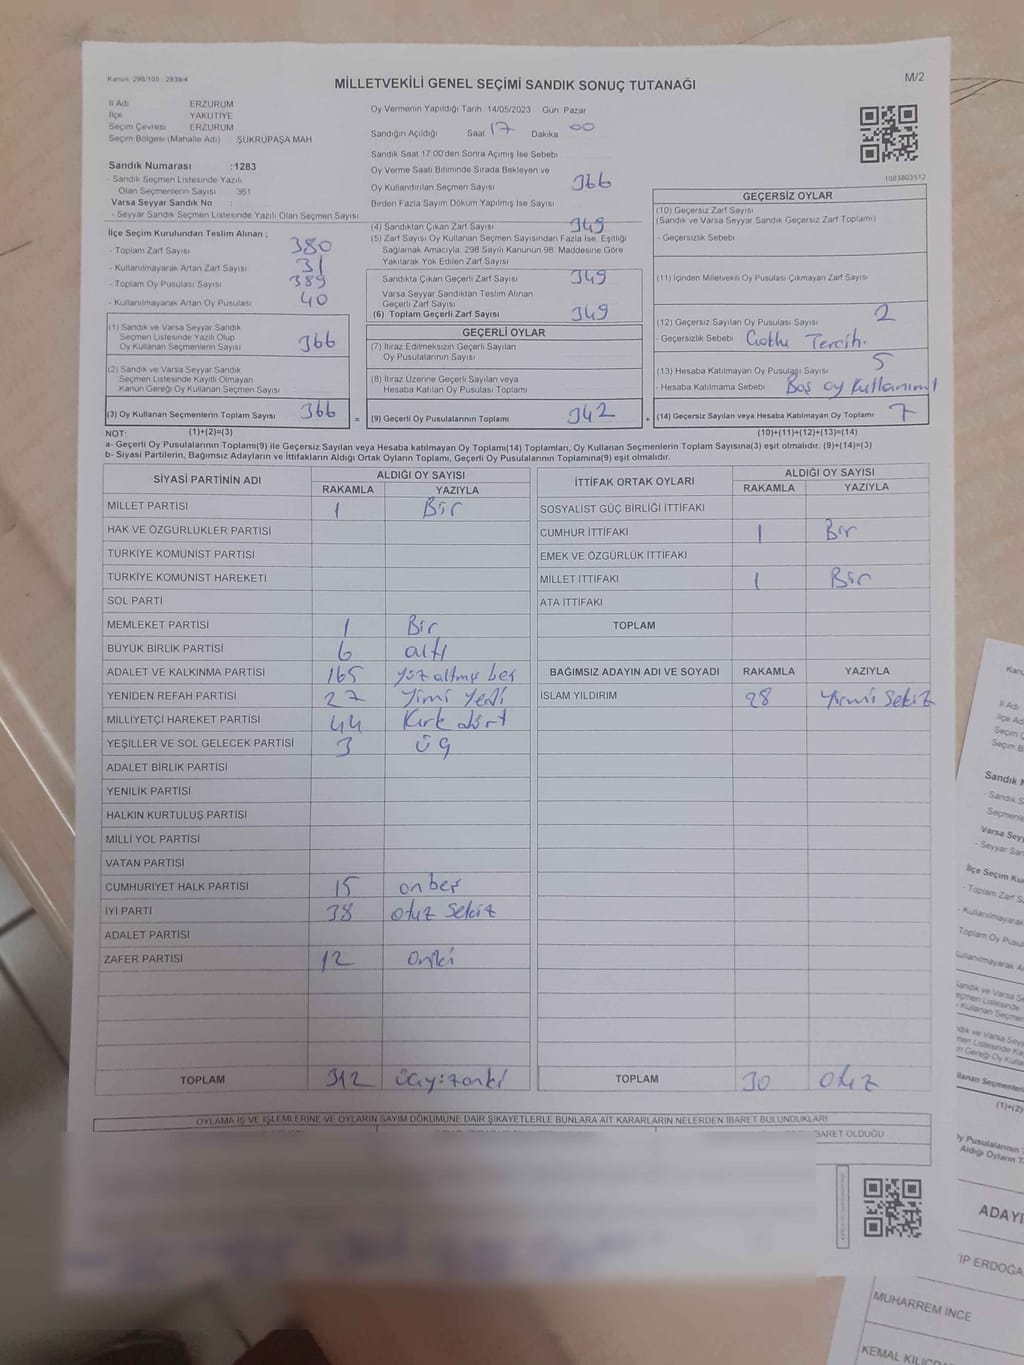 Kanun: 298/105 - 2839/4
MİLLETVEKİLİ GENEL SEÇİMİ SANDIK SONUÇ TUTANAĞI
M/2
İl Adı ERZURUM
İlçe YAKUTİYE
Seçim Çevresi ERZURUM
Seçim Bölgesi (Mahalle Adı) ŞÜKRÜPAŞA MAH
Sandık Numarası :1283
- Sandık Seçmen Listesinde Yazılı
Olan Seçmenlerin Sayısı 361
Varsa Seyyar Sandık No :
- Seyyar Sandık Seçmen Listesinde Yazılı Olan Seçmen Sayısı
Oy Vermenin Yapıldığı Tarih 14/05/2023 Gün Pazar
Sandığın Açıldığı Saat 17 Dakika 00
Sandık Saat 17:00'den Sonra Açımış İse Sebebi
Oy Verme Saati Bitiminde Sırada Bekleyen ve
Oy Kullandırılan Seçmen Sayısı 366
Birden Fazla Sayım Döküm Yapılmış İse Sayısı
1083803512
İlçe Seçim Kurulundan Teslim Alınan ;
- Toplam Zarf Sayısı 380
- Kullanılmayarak Artan Zarf Sayısı 31
- Toplam Oy Pusulası Sayısı 389
- Kullanılmayarak Artan Oy Pusulası 40
(1) Sandık ve Varsa Seyyar Sandık
Seçmen Listesinde Yazılı Olup
Oy Kullanan Seçmenlerin Sayısı 366
(2) Sandık ve Varsa Seyyar Sandık
Seçmen Listesinde Kayıtlı Olmayan
Kanun Gereği Oy Kullanan Seçmen Sayısı
(3) Oy Kullanan Seçmenlerin Toplam Sayısı 366 =
(4) Sandıktan Çıkan Zarf Sayısı 349
(5) Zarf Sayısı Oy Kullanan Seçmen Sayısından Fazla İse, Eşitliği
Sağlamak Amacıyla, 298 Sayılı Kanunun 98. Maddesine Göre
Yakılarak Yok Edilen Zarf Sayısı
Sandıkta Çıkan Geçerli Zarf Sayısı 349
Varsa Seyyar Sandıktan Teslim Alınan
Geçerli Zarf Sayısı
(6) Toplam Geçerli Zarf Sayısı 349
GEÇERLİ OYLAR
(7) İtiraz Edilmeksizin Geçerli Sayılan
Oy Pusulalarının Sayısı
(8) İtiraz Üzerine Geçerli Sayılan veya
Hesaba Katılan Oy Pusulası Toplamı
(9) Geçerli Oy Pusulalarının Toplamı 342 +
GEÇERSİZ OYLAR
(10) Geçersiz Zarf Sayısı
(Sandık ve Varsa Seyyar Sandık Geçersiz Zarf Toplamı)
- Geçersizlik Sebebi
(11) İçinden Milletvekili Oy Pusulası Çıkmayan Zarf Sayısı
(12) Geçersiz Sayılan Oy Pusulası Sayısı 2
- Geçersizlik Sebebi Çoklu Tercih.
(13) Hesaba Katılmayan Oy Pusulası Sayısı 5
- Hesaba Katılmama Sebebi Boş oy kullanımı
(14) Geçersiz Sayılan veya Hesaba Katılmayan Oy Toplamı 7
NOT: (1)+(2)=(3) (10)+(11)+(12)+(13)=(14)
a- Geçerli Oy Pusulalarının Toplamı(9) ile Geçersiz Sayılan veya Hesaba katılmayan Oy Toplamı(14) Toplamları, Oy Kullanan Seçmenlerin Toplam Sayısına(3) eşit olmalıdır. (9)+(14)=(3)
b- Siyasi Partilerin, Bağımsız Adayların ve İttifakların Aldığı Ortak Oyların Toplamı, Geçerli Oy Pusulalarının Toplamına(9) eşit olmalıdır.
SİYASİ PARTİNİN ADI ALDIĞI OY SAYISI
RAKAMLA YAZIYLA
MİLLET PARTİSİ 1 Bir
HAK VE ÖZGÜRLÜKLER PARTİSİ
TÜRKİYE KOMÜNİST PARTİSİ
TÜRKİYE KOMÜNİST HAREKETİ
SOL PARTİ
MEMLEKET PARTİSİ 1 Bir
BÜYÜK BİRLİK PARTİSİ 6 altı
ADALET VE KALKINMA PARTİSİ 165 yüz altmış beş
YENİDEN REFAH PARTİSİ 27 Yirmi Yedi
MİLLİYETÇİ HAREKET PARTİSİ 44 Kırk dört
YEŞİLLER VE SOL GELECEK PARTİSİ 3 üç
ADALET BİRLİK PARTİSİ
YENİLİK PARTİSİ
HALKIN KURTULUŞ PARTİSİ
MİLLİ YOL PARTİSİ
VATAN PARTİSİ
CUMHURİYET HALK PARTİSİ 15 onbeş
İYİ PARTİ 38 otuz sekiz
ADALET PARTİSİ
ZAFER PARTİSİ 12 oniki
TOPLAM 312 üçyüzoniki
İTTİFAK ORTAK OYLARI ALDIĞI OY SAYISI
RAKAMLA YAZIYLA
SOSYALİST GÜÇ BİRLİĞİ İTTİFAKI
CUMHUR İTTİFAKI 1 Bir
EMEK VE ÖZGÜRLÜK İTTİFAKI
MİLLET İTTİFAKI 1 Bir
ATA İTTİFAKI
TOPLAM
BAĞIMSIZ ADAYIN ADI VE SOYADI RAKAMLA YAZIYLA
İSLAM YILDIRIM 28 Yirmi Sekiz
TOPLAM 30 otuz
OYLAMA İŞ VE İŞLEMLERİNE VE OYLARIN SAYIM DÖKÜMÜNE DAİR ŞİKAYETLERLE BUNLARA AİT KARARLARIN NELERDEN İBARET BULUNDUKLARI
BARET OLDUĞU
Sandık
Varsa Seyy
- Seyyar San
İlçe Seçim Ku
- Toplam Zarf S
(1)+(2)
ADAYI
IP ERDOĞA
MUHARREM İNCE
KEMAL KILIÇD